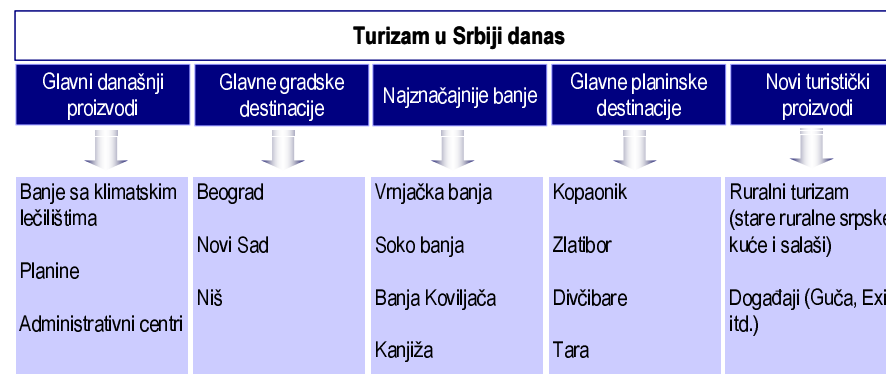 Turizam u Srbiji danas
Glavni današnji
proizvodi
Glavne gradske
destinacije
Najznačajnije banje
Glavne planinske
destinacije
Novi turistički
proizvodi
Banje sa klimatskim
lečilištima
Planine
Administrativni centri
Beograd
Novi Sad
Niš
Vrnjačka banja
Soko banja
Banja Koviljača
Kanjiža
Kopaonik
Zlatibor
Divčibare
Tara
Ruralni turizam
(stare ruralne srpske
kuće i salaši)
Događaji (Guča, Exi
itd.)